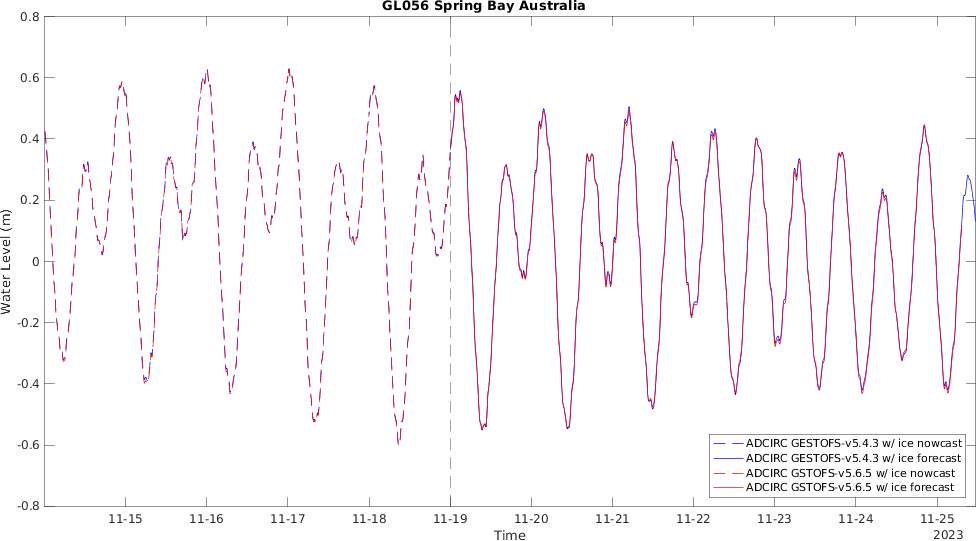 GL056 Spring Bay Australia
0.8
0.6
0.4
0.2
0
-0.2
-0.4
-0.6
-0.8
Water Level (m)
11-15 11-16 11-17 11-18 11-19 11-20 11-21 11-22 11-23 11-24 11-25
Time
2023
ADCIRC GESTOFS-v5.4.3 w/ ice nowcast
ADCIRC GESTOFS-v5.4.3 w/ ice forecast
ADCIRC GSTOFS-v5.6.5 w/ ice nowcast
ADCIRC GSTOFS-v5.6.5 w/ ice forecast